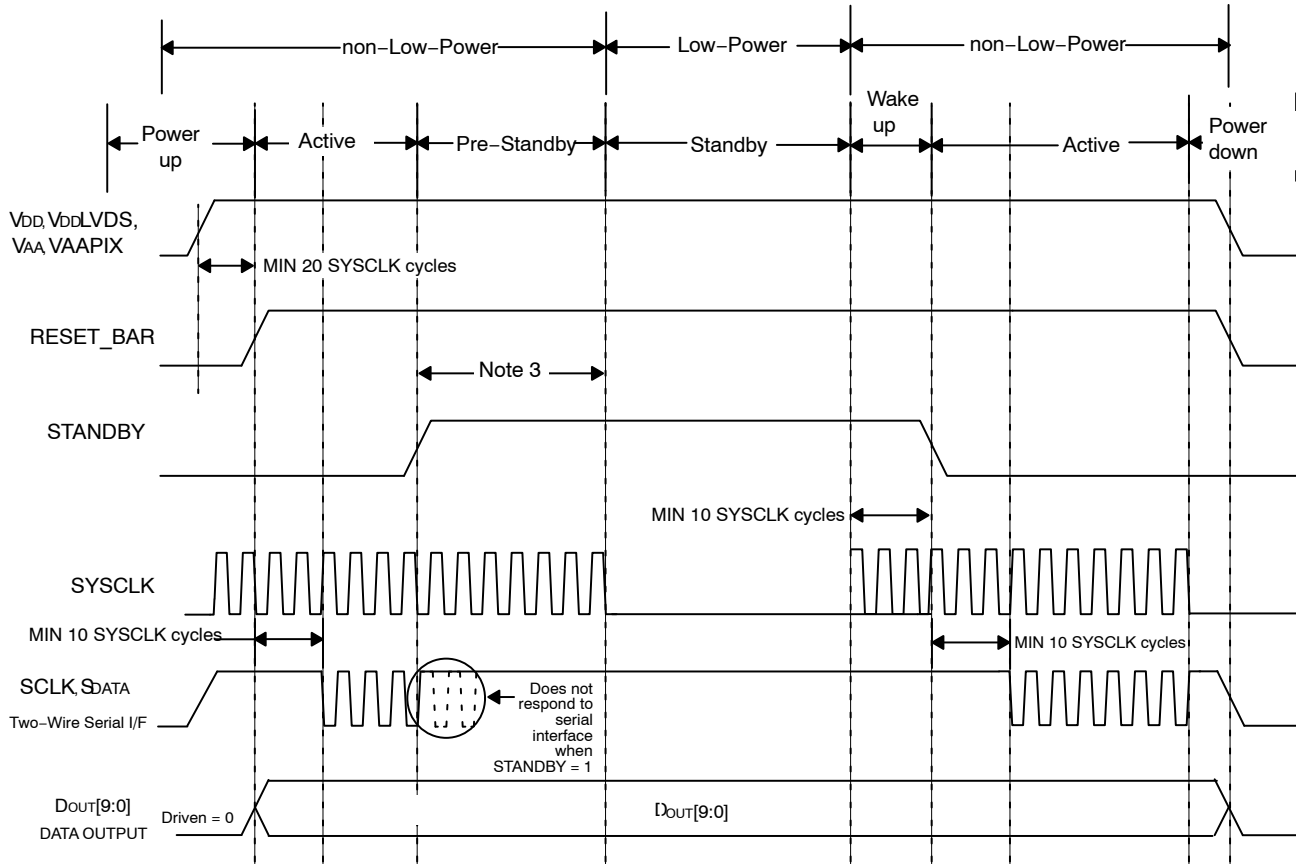 non−Low−Power
Low−Power
non−Low−Power
Power
up
Active
Pre−Standby
Standby
Wake
up
Active
Power
down
VDD, VDDLVDS,
VAA, VAAPIX
MIN 20 SYSCLK cycles
RESET_BAR
Note 3
STANDBY
MIN 10 SYSCLK cycles
SYSCLK
MIN 10 SYSCLK cycles
MIN 10 SYSCLK cycles
SCLK, SDATA
Two−Wire Serial I/F
Does not
respond to
serial
interface
when
STANDBY = 1
DOUT[9:0]
DATA OUTPUT
Driven = 0
DOUT[9:0]